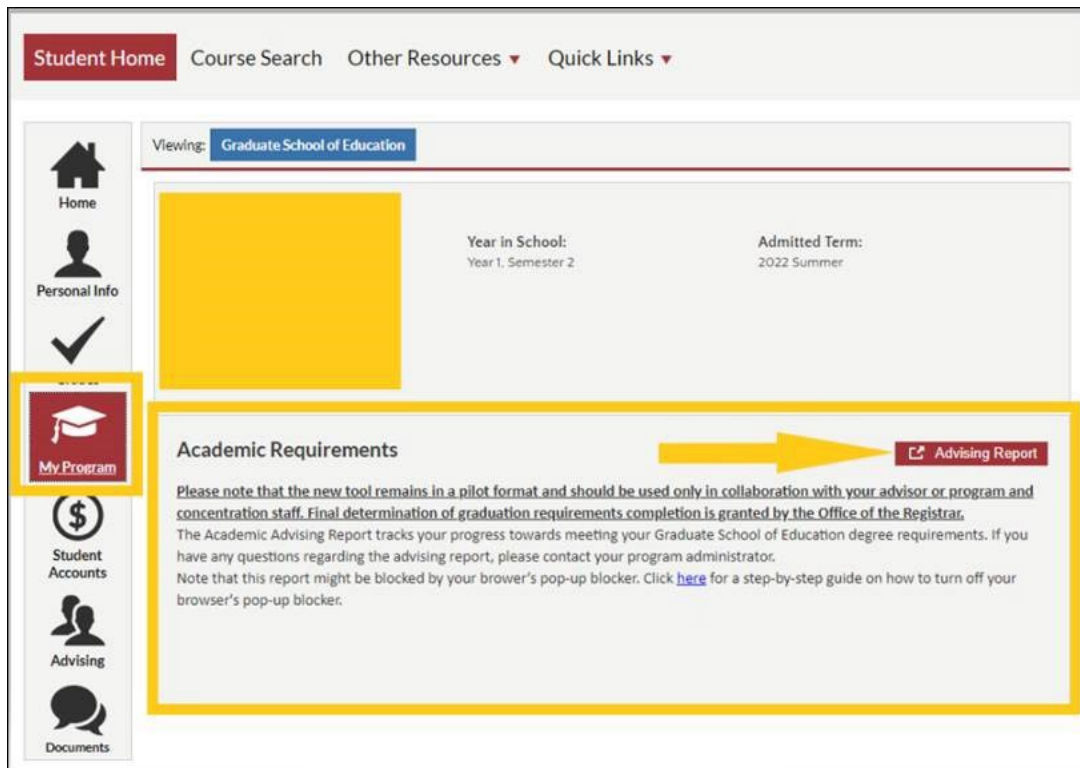 Student Home Course Search Other Resources Quick Links
Viewing: Graduate School of Education
Home
Personal Info
My Program
Student
Accounts
Advising
Documents
Year in School:
Year 1, Semester 2
Admitted Term:
2022 Summer
Academic Requirements
Advising Report
Please note that the new tool remains in a pilot format and should be used only in collaboration with your advisor or program and
concentration staff. Final determination of graduation requirements completion is granted by the Office of the Registrar.
The Academic Advising Report tracks your progress towards meeting your Graduate School of Education degree requirements. If you
have any questions regarding the advising report, please contact your program administrator.
Note that this report might be blocked by your brower's pop-up blocker. Click here for a step-by-step guide on how to turn off your
browser's pop-up blocker.